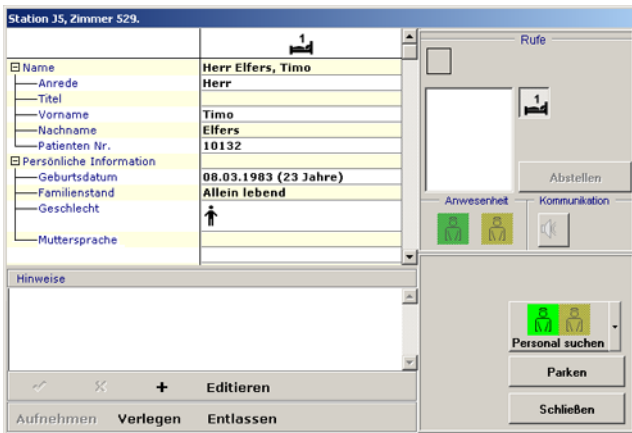 Station J5, Zimmer 529.
1
Name Herr Elfers, Timo
Anrede Herr
Titel
Vorname Timo
Nachname Elfers
Patienten Nr. 10132
Persönliche Information
Geburtsdatum 08.03.1983 (23 Jahre)
Familienstand Allein lebend
Geschlecht
Muttersprache
Hinweise
Editieren
Aufnehmen Verlegen Entlassen
Rufe
1
Abstellen
Anwesenheit Kommunikation
Personal suchen
Parken
Schließen